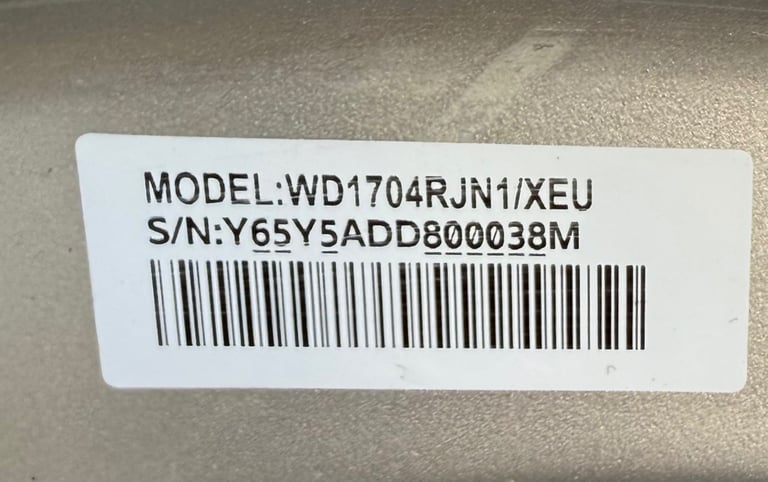 MODEL:WD1704RJN1/XEU
S/N:Y65Y5ADD800038M